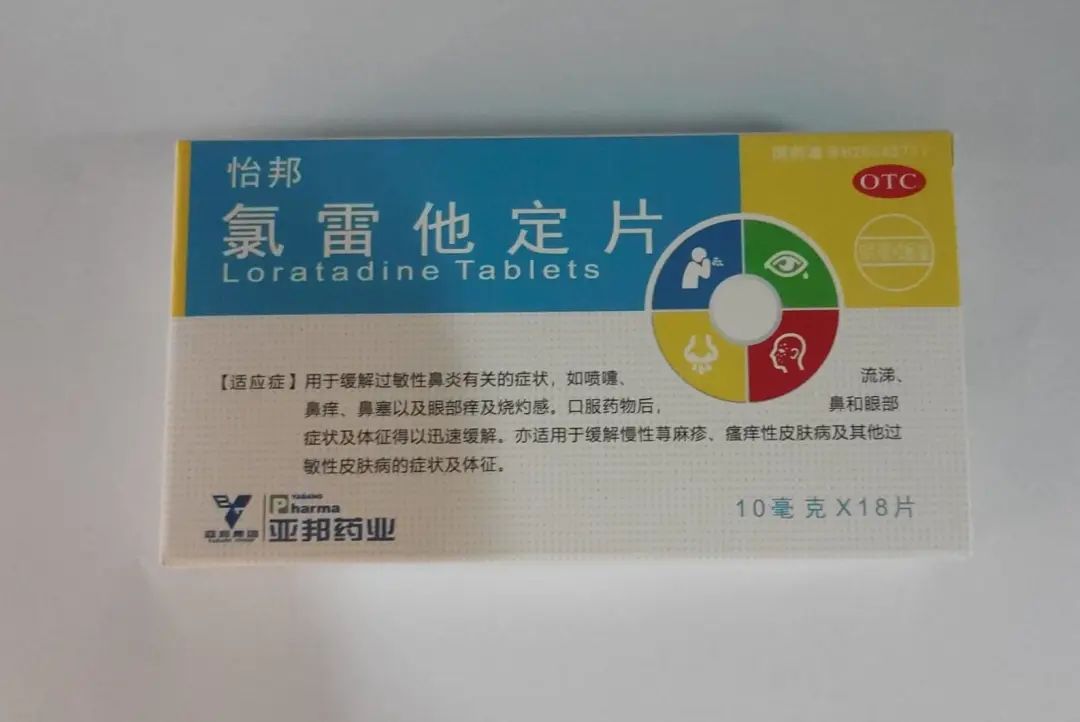 怡邦
OTC
氯雷他定片
Loratadine Tablets
【适应症】用于缓解过敏性鼻炎有关的症状，如喷嚏、 流涕、
鼻痒、鼻塞以及眼部痒及烧灼感。口服药物后， 鼻和眼部
症状及体征得以迅速缓解。亦适用于缓解慢性荨麻疹、瘙痒性皮肤病及其他过
敏性皮肤病的症状及体征。
10毫克X18片
YABANG
Pharma
亚邦药业
亚邦集团